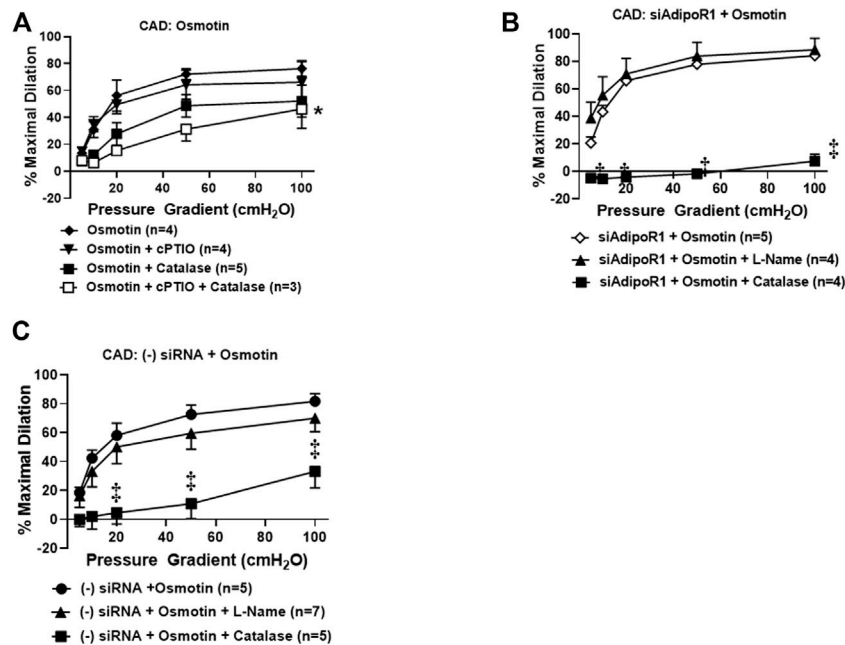 A
CAD: Osmotin
% Maximal Dilation
100
80
60
40
20
0
-20
20 40 60 80 100
*
Pressure Gradient (cmH₂O)
Osmotin (n=4)
Osmotin + cPTIO (n=4)
Osmotin + Catalase (n=5)
Osmotin + cPTIO + Catalase (n=3)
B
CAD: siAdipoR1 + Osmotin
% Maximal Dilation
100
80
60
40
20
0
-20
† † † ‡
20 40 60 80 100
Pressure Gradient (cmH₂O)
siAdipoR1 + Osmotin (n=5)
siAdipoR1 + Osmotin + L-Name (n=4)
siAdipoR1 + Osmotin + Catalase (n=4)
C
CAD: (-) siRNA + Osmotin
% Maximal Dilation
100
80
60
40
20
0
-20
‡ ‡ ‡
20 40 60 80 100
Pressure Gradient (cmH₂O)
(-) siRNA +Osmotin (n=5)
(-) siRNA + Osmotin + L-Name (n=7)
(-) siRNA + Osmotin + Catalase (n=5)